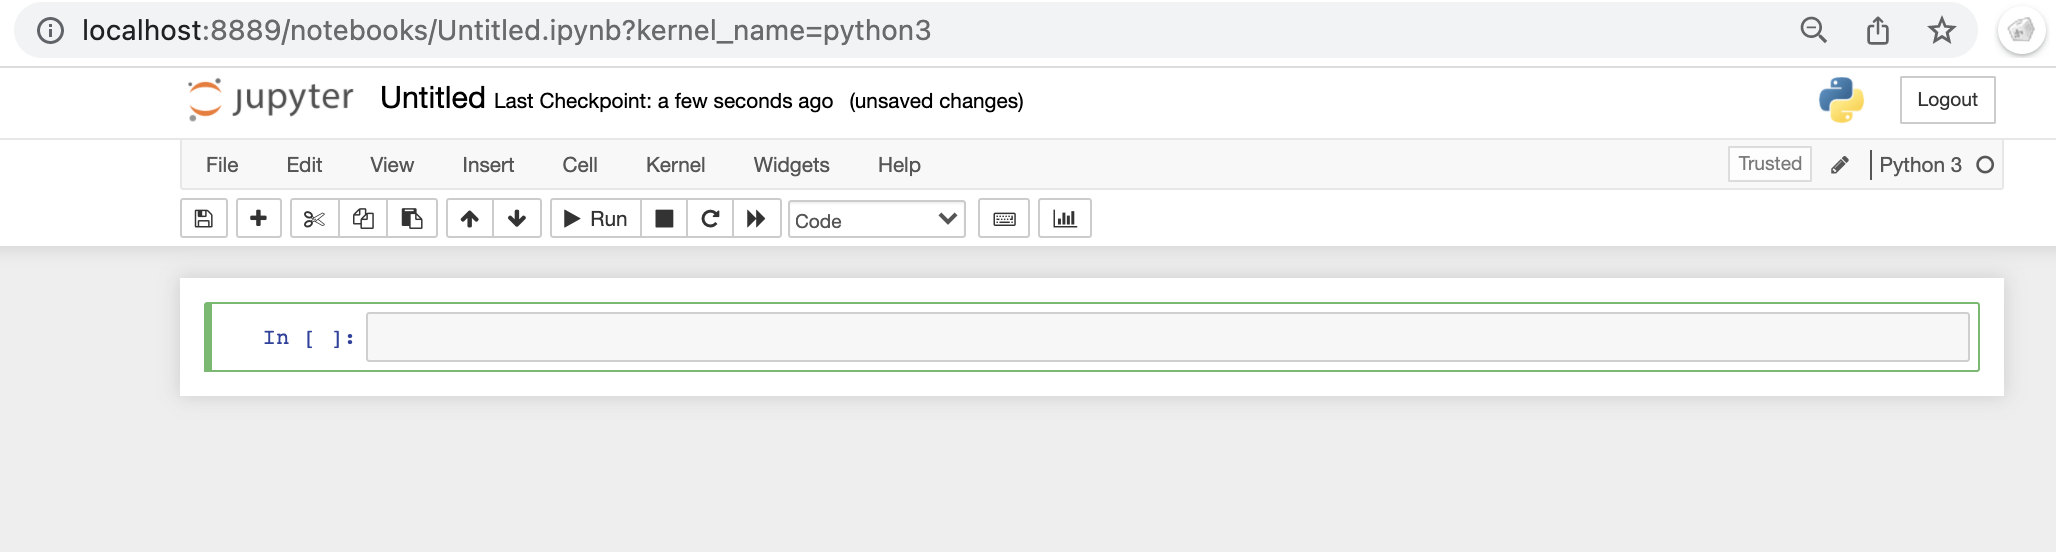 localhost:8889/notebooks/Untitled.ipynb?kernel_name=python3
jupyter Untitled Last Checkpoint: a few seconds ago (unsaved changes) Logout
File Edit View Insert Cell Kernel Widgets Help Trusted Python 3
Run Code
In [ ]: